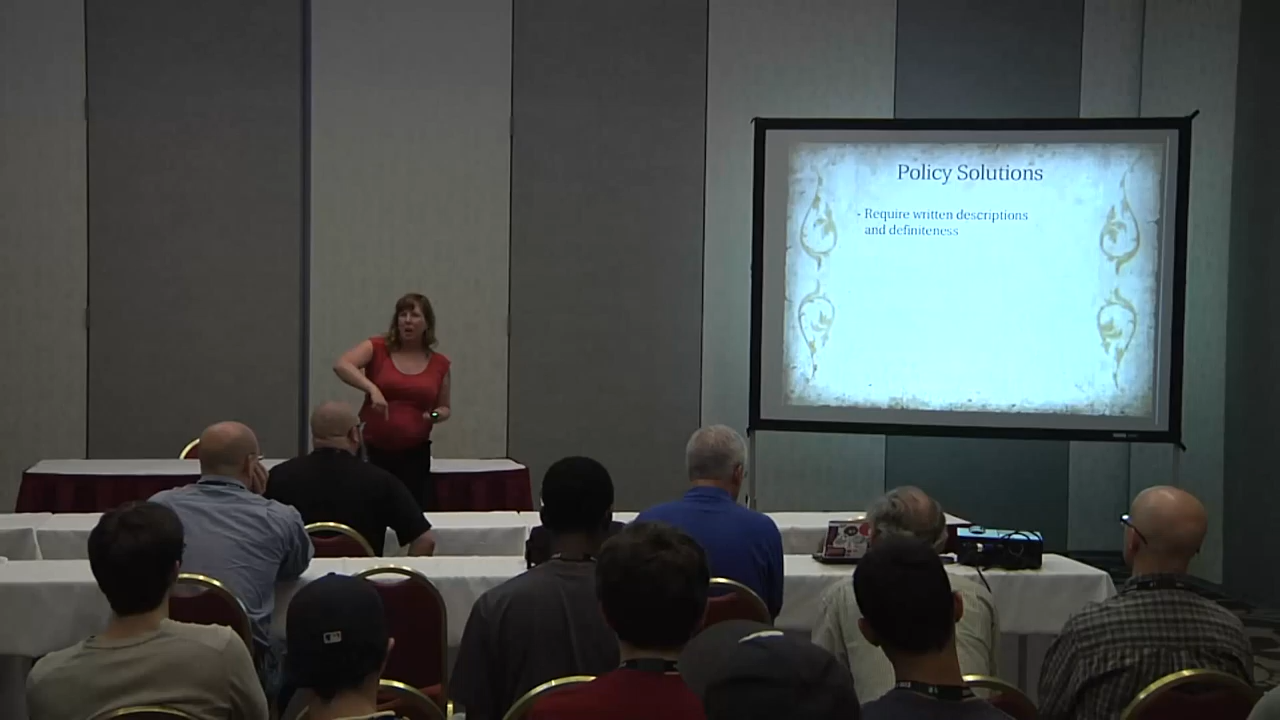 Policy Solutions
- Require written descriptions
and definiteness